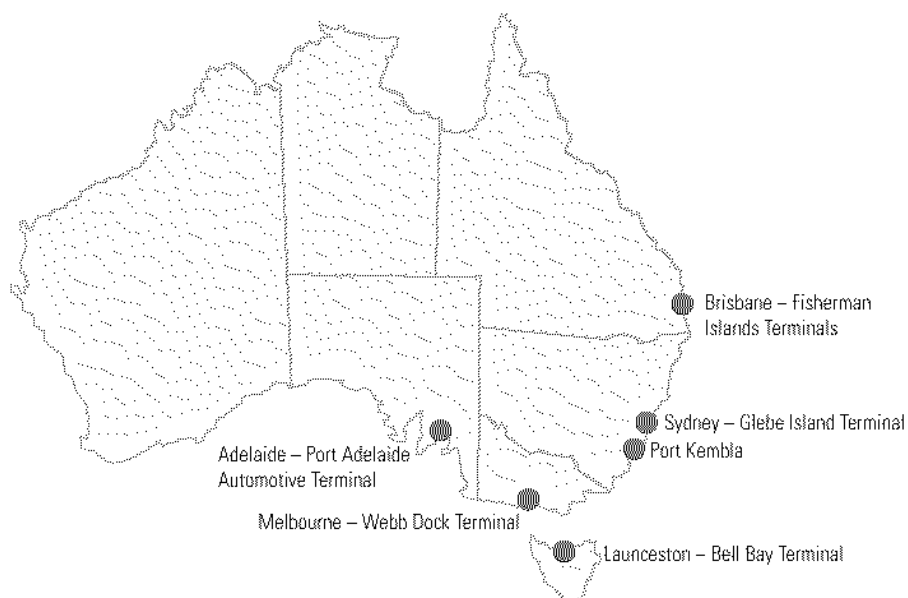 Brisbane – Fisherman
Islands Terminals
Sydney – Glebe Island Terminal
Port Kembla
Adelaide – Port Adelaide
Automotive Terminal
Melbourne – Webb Dock Terminal
Launceston – Bell Bay Terminal